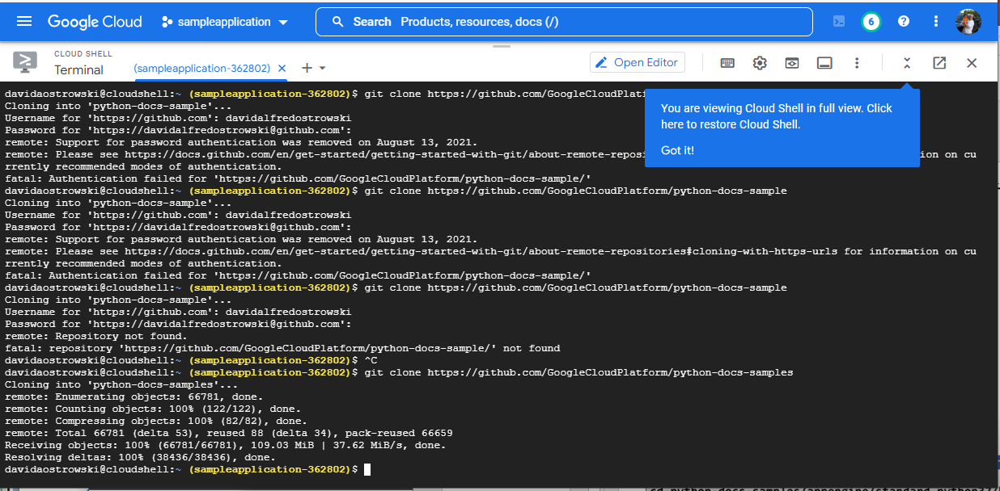 Google Cloud
sampleapplication
Search Products, resources, docs (/)
6
CLOUD SHELL
Terminal
(sampleapplication-362802)
Open Editor
davidaostrowski@cloudshell:~ (sampleapplication-362802)$ git clone https://github.com/GoogleCloudPlatf
Cloning into 'python-docs-sample'...
Username for 'https://github.com': davidalfredostrowski
Password for 'https://davidalfredostrowski@github.com':
remote: Support for password authentication was removed on August 13, 2021.
remote: Please see https://docs.github.com/en/get-started/getting-started-with-git/about-remote-reposi ion on cu
rrently recommended modes of authentication.
fatal: Authentication failed for 'https://github.com/GoogleCloudPlatform/python-docs-sample/'
You are viewing Cloud Shell in full view. Click
here to restore Cloud Shell.
Got it!
davidaostrowski@cloudshell:~ (sampleapplication-362802)$ git clone https://github.com/GoogleCloudPlatform/python-docs-sample
Cloning into 'python-docs-sample'...
Username for 'https://github.com': davidalfredostrowski
Password for 'https://davidalfredostrowski@github.com':
remote: Support for password authentication was removed on August 13, 2021.
remote: Please see https://docs.github.com/en/get-started/getting-started-with-git/about-remote-repositories#cloning-with-https-urls for information on cu
rrently recommended modes of authentication.
fatal: Authentication failed for 'https://github.com/GoogleCloudPlatform/python-docs-sample/'
davidaostrowski@cloudshell:~ (sampleapplication-362802)$ git clone https://github.com/GoogleCloudPlatform/python-docs-sample
Cloning into 'python-docs-sample'...
Username for 'https://github.com': davidalfredostrowski
Password for 'https://davidalfredostrowski@github.com':
remote: Repository not found.
fatal: repository 'https://github.com/GoogleCloudPlatform/python-docs-sample/' not found
davidaostrowski@cloudshell:~ (sampleapplication-362802)$ ^C
davidaostrowski@cloudshell:~ (sampleapplication-362802)$ git clone https://github.com/GoogleCloudPlatform/python-docs-samples
Cloning into 'python-docs-samples'...
remote: Enumerating objects: 66781, done.
remote: Counting objects: 100% (122/122), done.
remote: Compressing objects: 100% (82/82), done.
remote: Total 66781 (delta 53), reused 88 (delta 34), pack-reused 66659
Receiving objects: 100% (66781/66781), 109.03 MiB | 37.62 MiB/s, done.
Resolving deltas: 100% (38436/38436), done.
davidaostrowski@cloudshell:~ (sampleapplication-362802)$